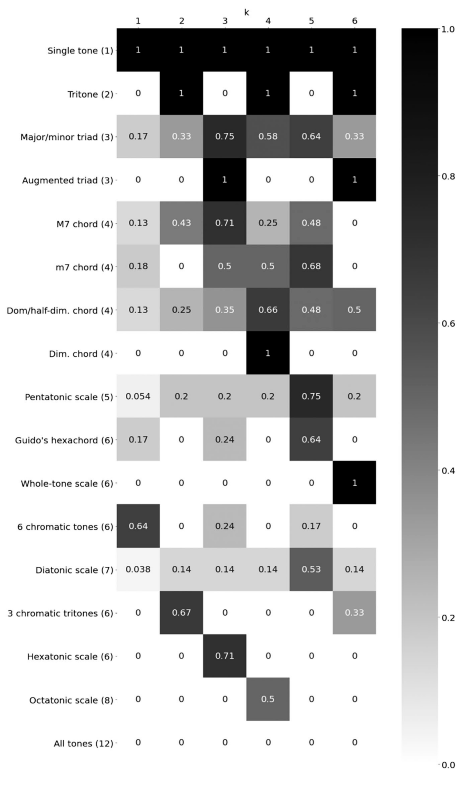 k
1 2 3 4 5 6
Single tone (1) 1 1 1 1 1 1
Tritone (2) 0 1 0 1 0 1
Major/minor triad (3) 0.17 0.33 0.75 0.58 0.64 0.33
Augmented triad (3) 0 0 1 0 0 1
M7 chord (4) 0.13 0.43 0.71 0.25 0.48 0
m7 chord (4) 0.18 0 0.5 0.5 0.68 0
Dom/half-dim. chord (4) 0.13 0.25 0.35 0.66 0.48 0.5
Dim. chord (4) 0 0 0 1 0 0
Pentatonic scale (5) 0.054 0.2 0.2 0.2 0.75 0.2
Guido's hexachord (6) 0.17 0 0.24 0 0.64 0
Whole-tone scale (6) 0 0 0 0 0 1
6 chromatic tones (6) 0.64 0 0.24 0 0.17 0
Diatonic scale (7) 0.038 0.14 0.14 0.14 0.53 0.14
3 chromatic tritones (6) 0 0.67 0 0 0 0.33
Hexatonic scale (6) 0 0 0.71 0 0 0
Octatonic scale (8) 0 0 0 0.5 0 0
All tones (12) 0 0 0 0 0 0
1.0
0.8
0.6
0.4
0.2
0.0